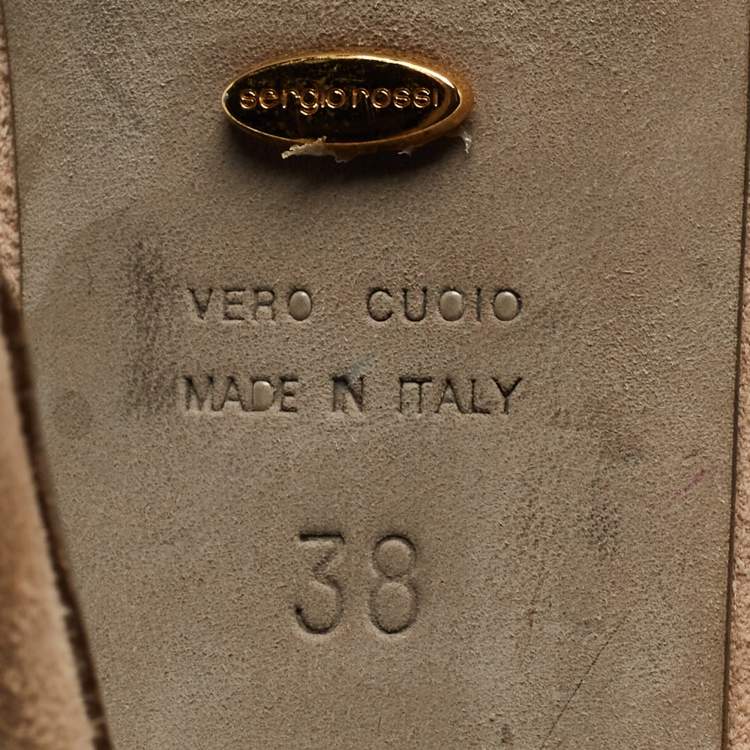 sergiorossi
VERO CUOIO
MADE IN ITALY
38